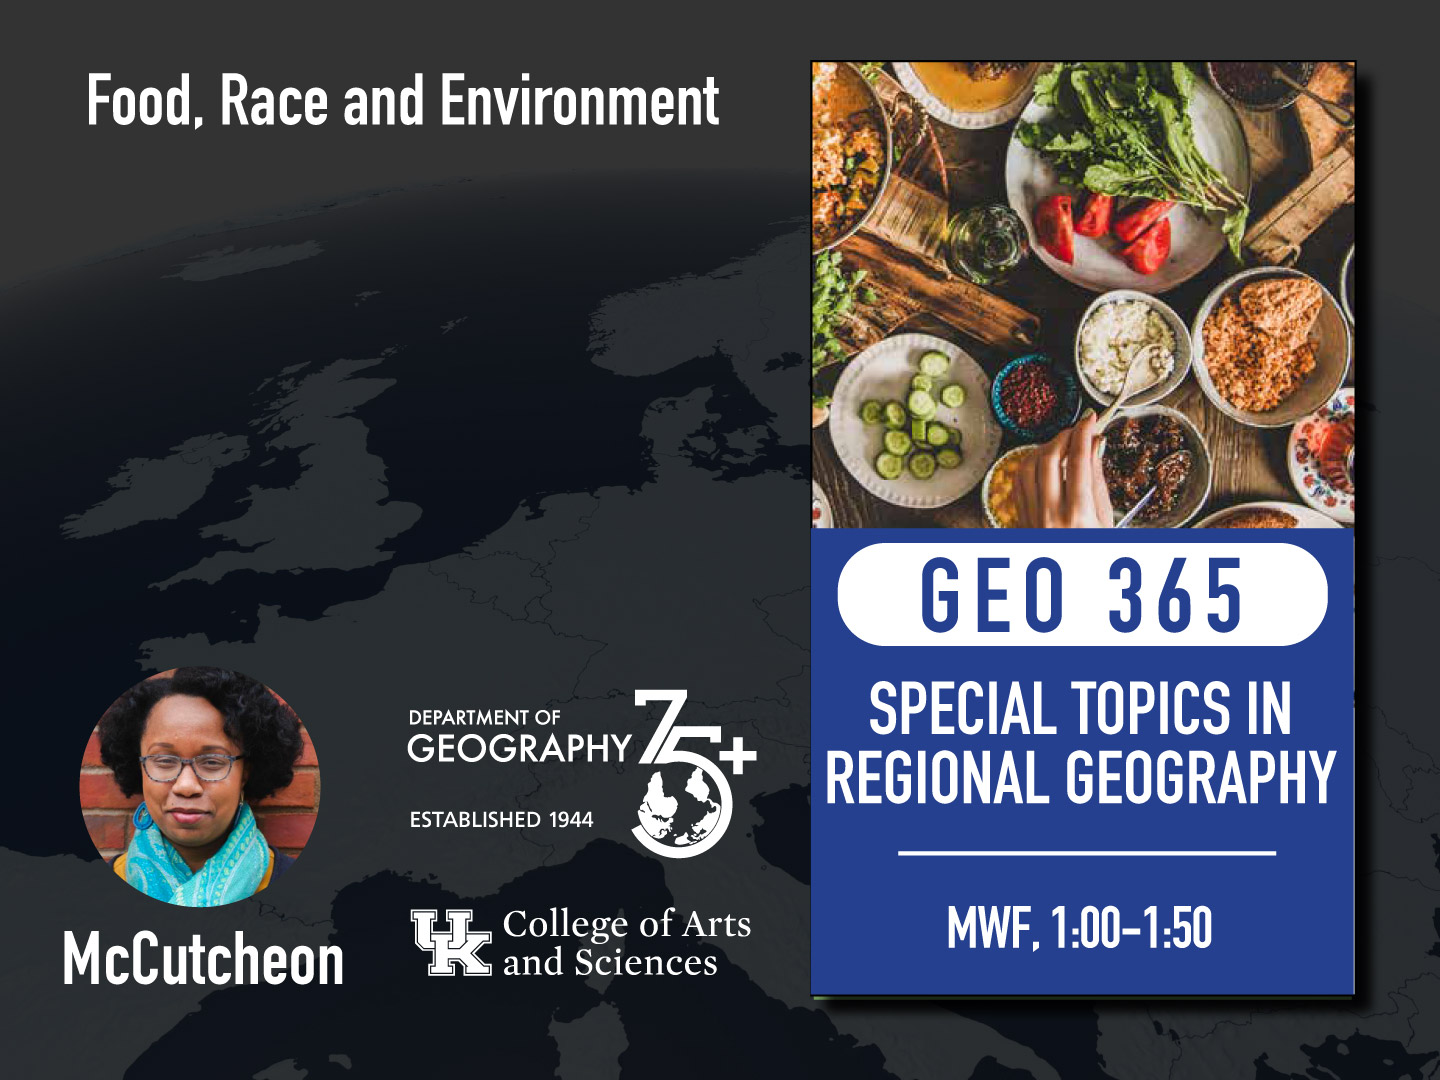 Food, Race and Environment
McCutcheon
DEPARTMENT OF
GEOGRAPHY
75+
ESTABLISHED 1944
UK
College of Arts
and Sciences
GEO 365
SPECIAL TOPICS IN
REGIONAL GEOGRAPHY
MWF, 1:00-1:50